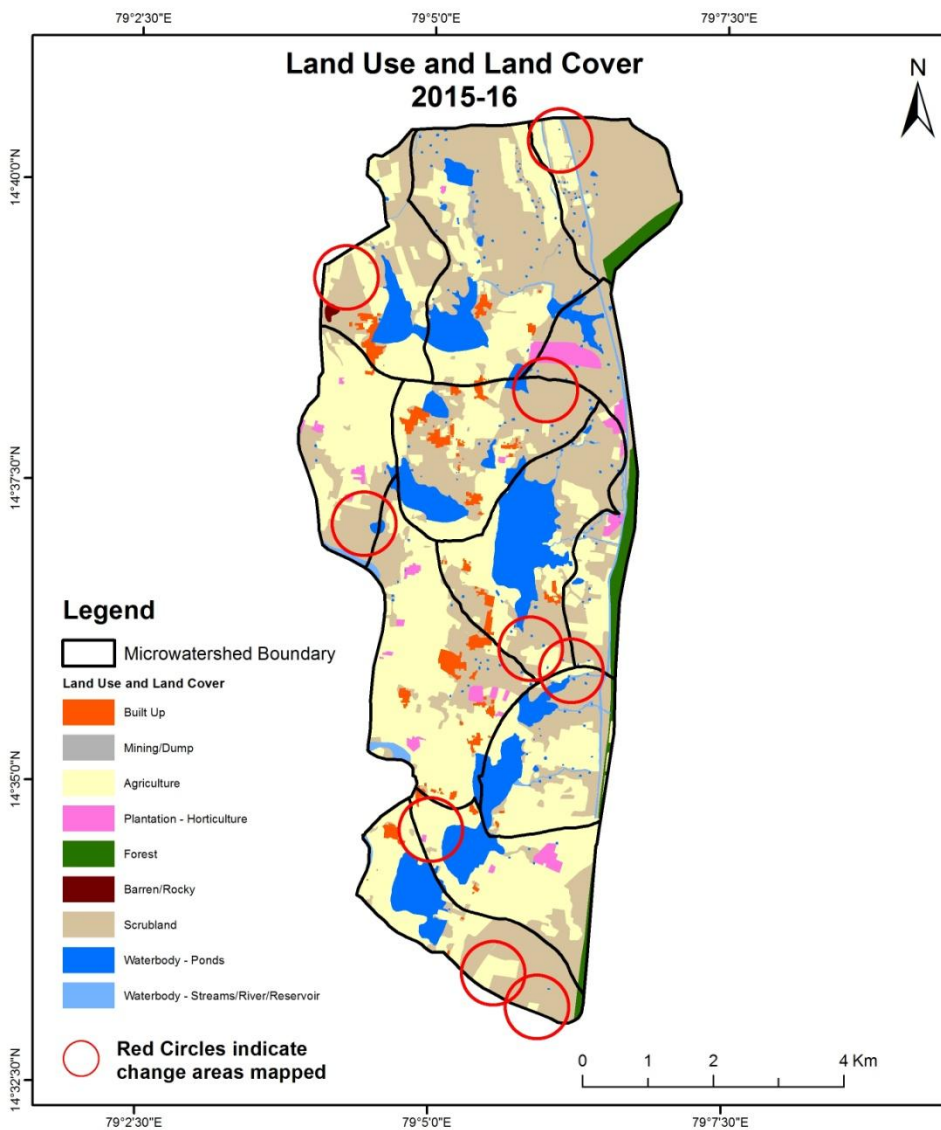 79°2'30"E
79°5'0"E
79°7'30"E
Land Use and Land Cover
2015-16
N
14°40'0"N
14°37'30"N
14°35'0"N
14°32'30"N
Legend
Microwatershed Boundary
Land Use and Land Cover
Built Up
Mining/Dump
Agriculture
Plantation - Horticulture
Forest
Barren/Rocky
Scrubland
Waterbody - Ponds
Waterbody - Streams/River/Reservoir
Red Circles indicate
change areas mapped
0 1 2 4 Km
79°2'30"E
79°5'0"E
79°7'30"E